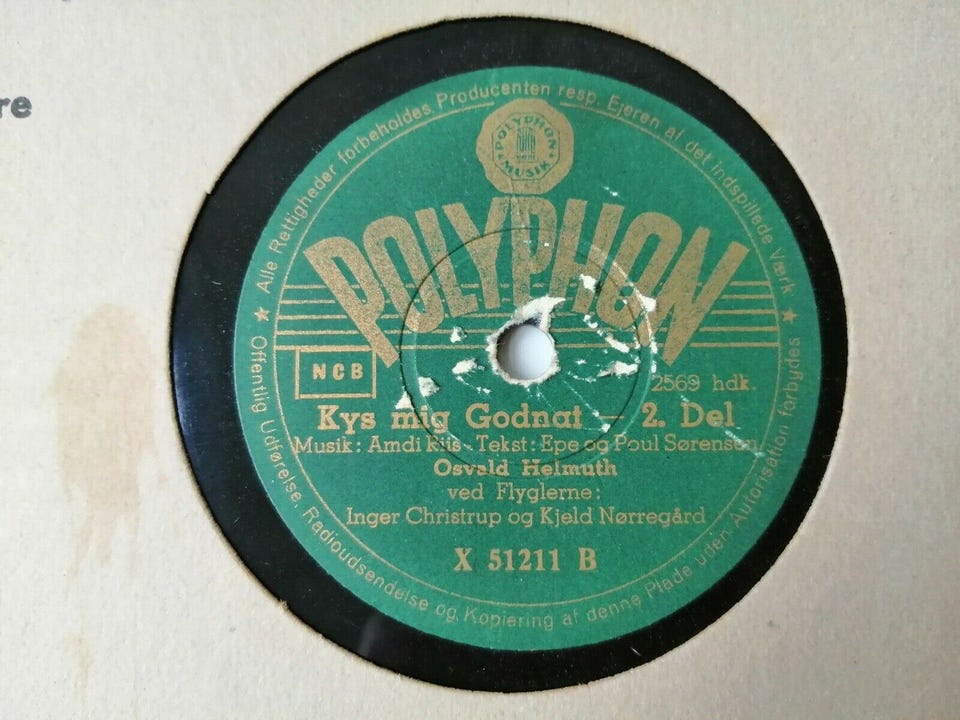 re
Alle Rettigheder forbeholdes. Producenten resp. Ejeren af det indspillede Værk
POLYPHON
MUSIK
POLYPHON
NCB
2569 hdk.
Kys mig Godnat — 2. Del
Musik: Amdi Riis - Tekst: Epe og Poul Sørensen
Osvald Helmuth
ved Flyglerne:
Inger Christrup og Kjeld Nørregård
X 51211 B
Offentlig Udførelse, Radioudsendelse og Kopiering af denne Plade uden Autorisation forbydes